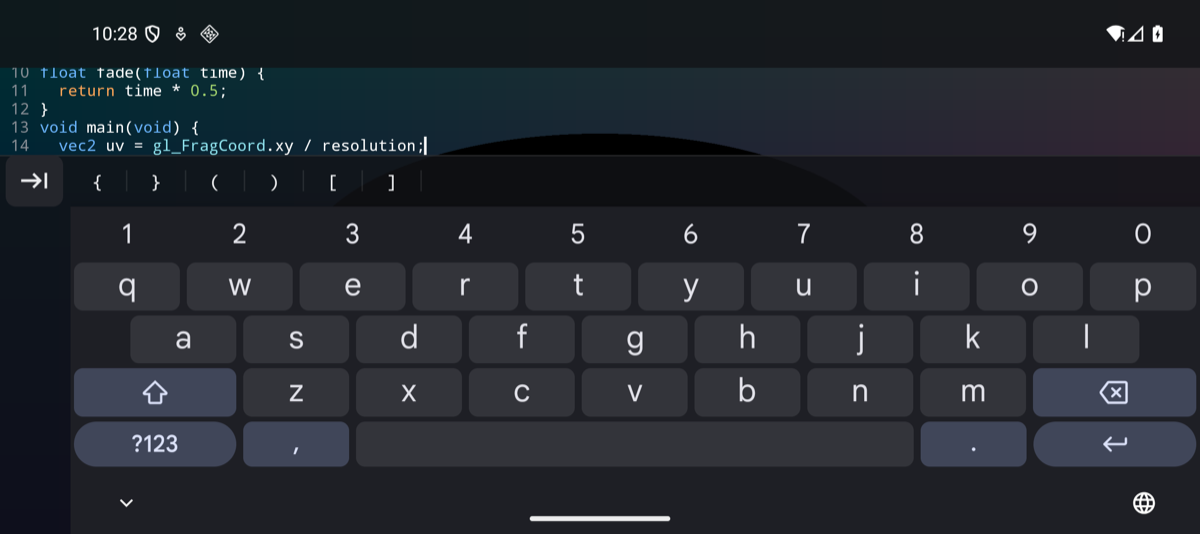 10:28
10 float fade(float time) {
11 return time * 0.5;
12 }
13 void main(void) {
14 vec2 uv = gl_FragCoord.xy / resolution;
{ } ( ) [ ]
1 2 3 4 5 6 7 8 9 0
q w e r t y u i o p
a s d f g h j k l
z x c v b n m
?123 , .